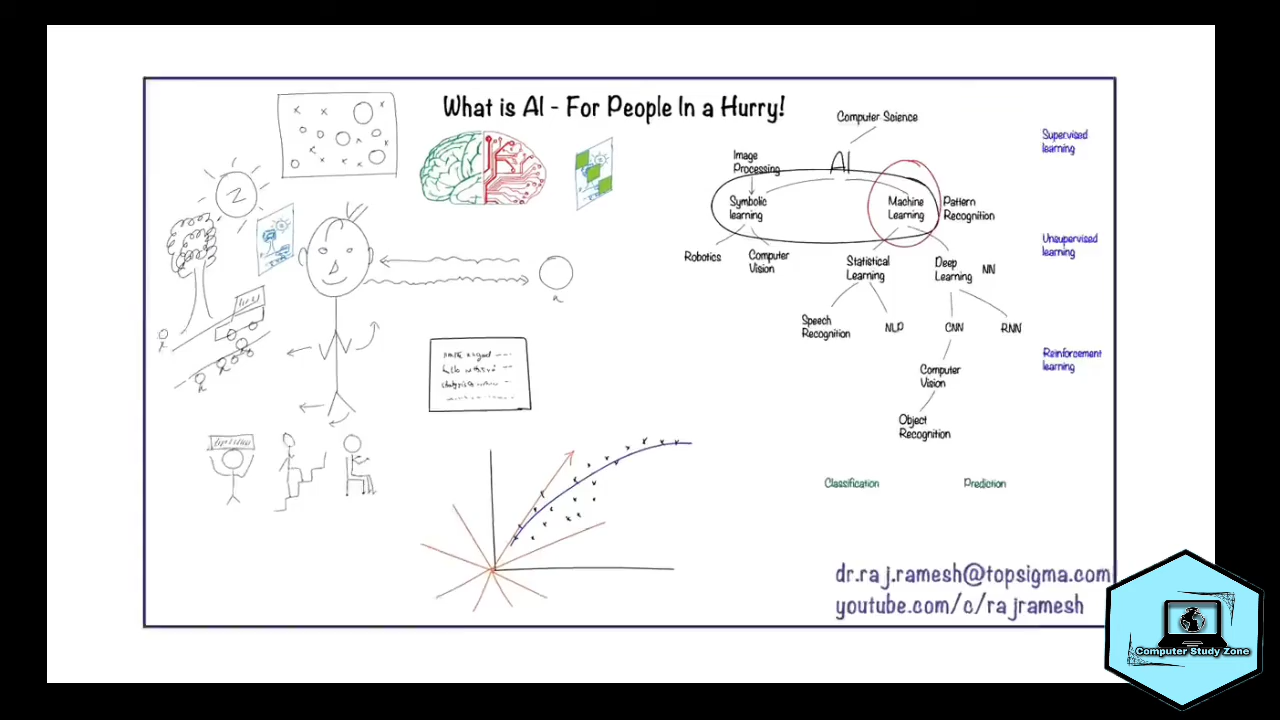 What is AI - For People In a Hurry!
Computer Science
AI
Image
Processing
Symbolic
learning
Machine
Learning
Pattern
Recognition
Robotics
Computer
Vision
Statistical
Learning
Deep
Learning
NN
Speech
Recognition
NLP
CNN
RNN
Computer
Vision
Object
Recognition
Supervised
learning
Unsupervised
learning
Reinforcement
learning
Classification
Prediction
dr.raj.ramesh@topsigma.com
youtube.com/c/rajramesh
Computer Study Zone